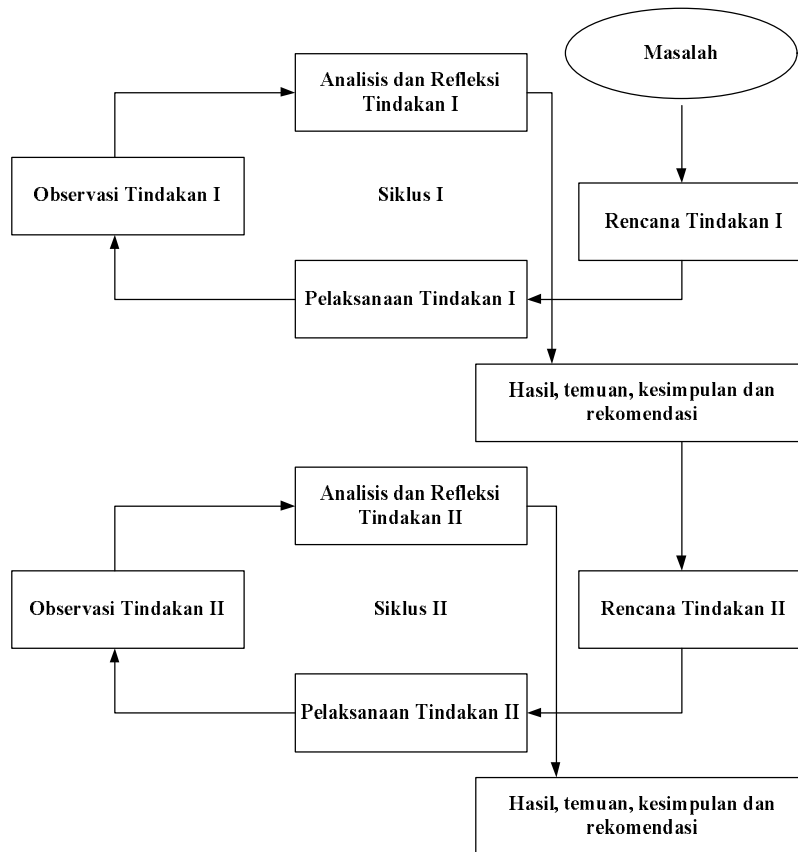 Masalah
Analisis dan Refleksi
Tindakan I
Observasi Tindakan I
Siklus I
Rencana Tindakan I
Pelaksanaan Tindakan I
Hasil, temuan, kesimpulan dan
rekomendasi
Analisis dan Refleksi
Tindakan II
Observasi Tindakan II
Siklus II
Rencana Tindakan II
Pelaksanaan Tindakan II
Hasil, temuan, kesimpulan dan
rekomendasi